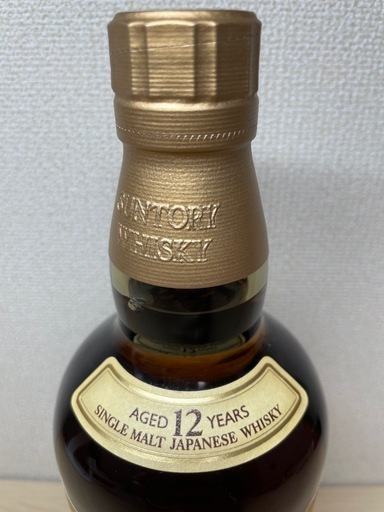 SUNTORY
WHISKY
AGED 12 YEARS
SINGLE MALT JAPANESE WHISKY